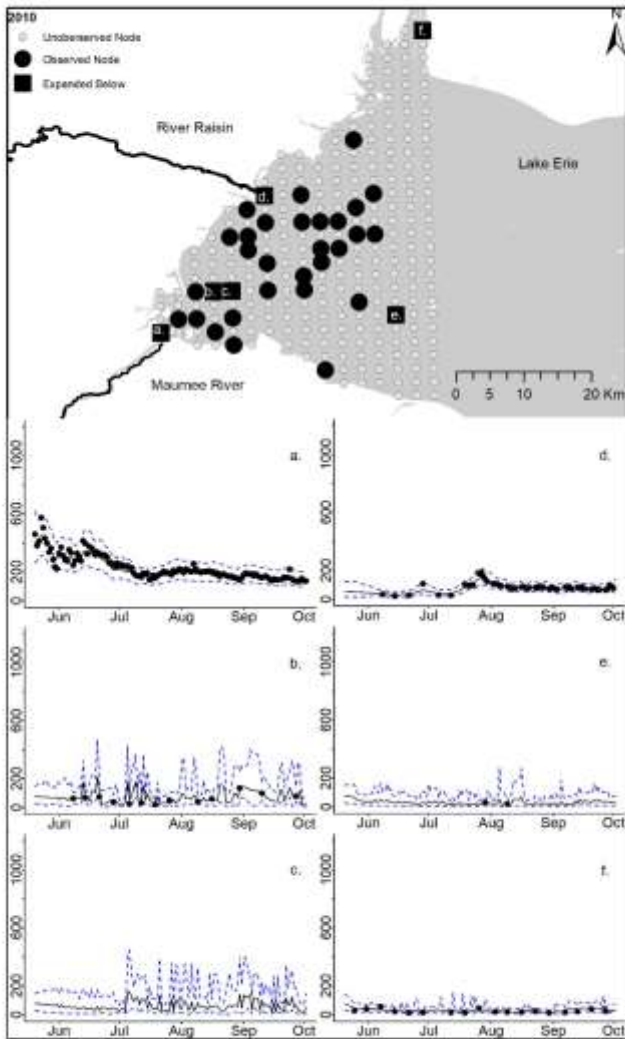 2010
N
Unoberserved Node
Observed Node
Expanded Below
f.
River Raisin
Lake Erie
d.
b. c.
e.
a.
Maumee River
0 5 10 20 Km
a.
0 200 600 1000
Jun Jul Aug Sep Oct
d.
0 200 600 1000
Jun Jul Aug Sep Oct
b.
0 200 600 1000
Jun Jul Aug Sep Oct
e.
0 200 600 1000
Jun Jul Aug Sep Oct
c.
0 200 600 1000
Jun Jul Aug Sep Oct
f.
0 200 600 1000
Jun Jul Aug Sep Oct